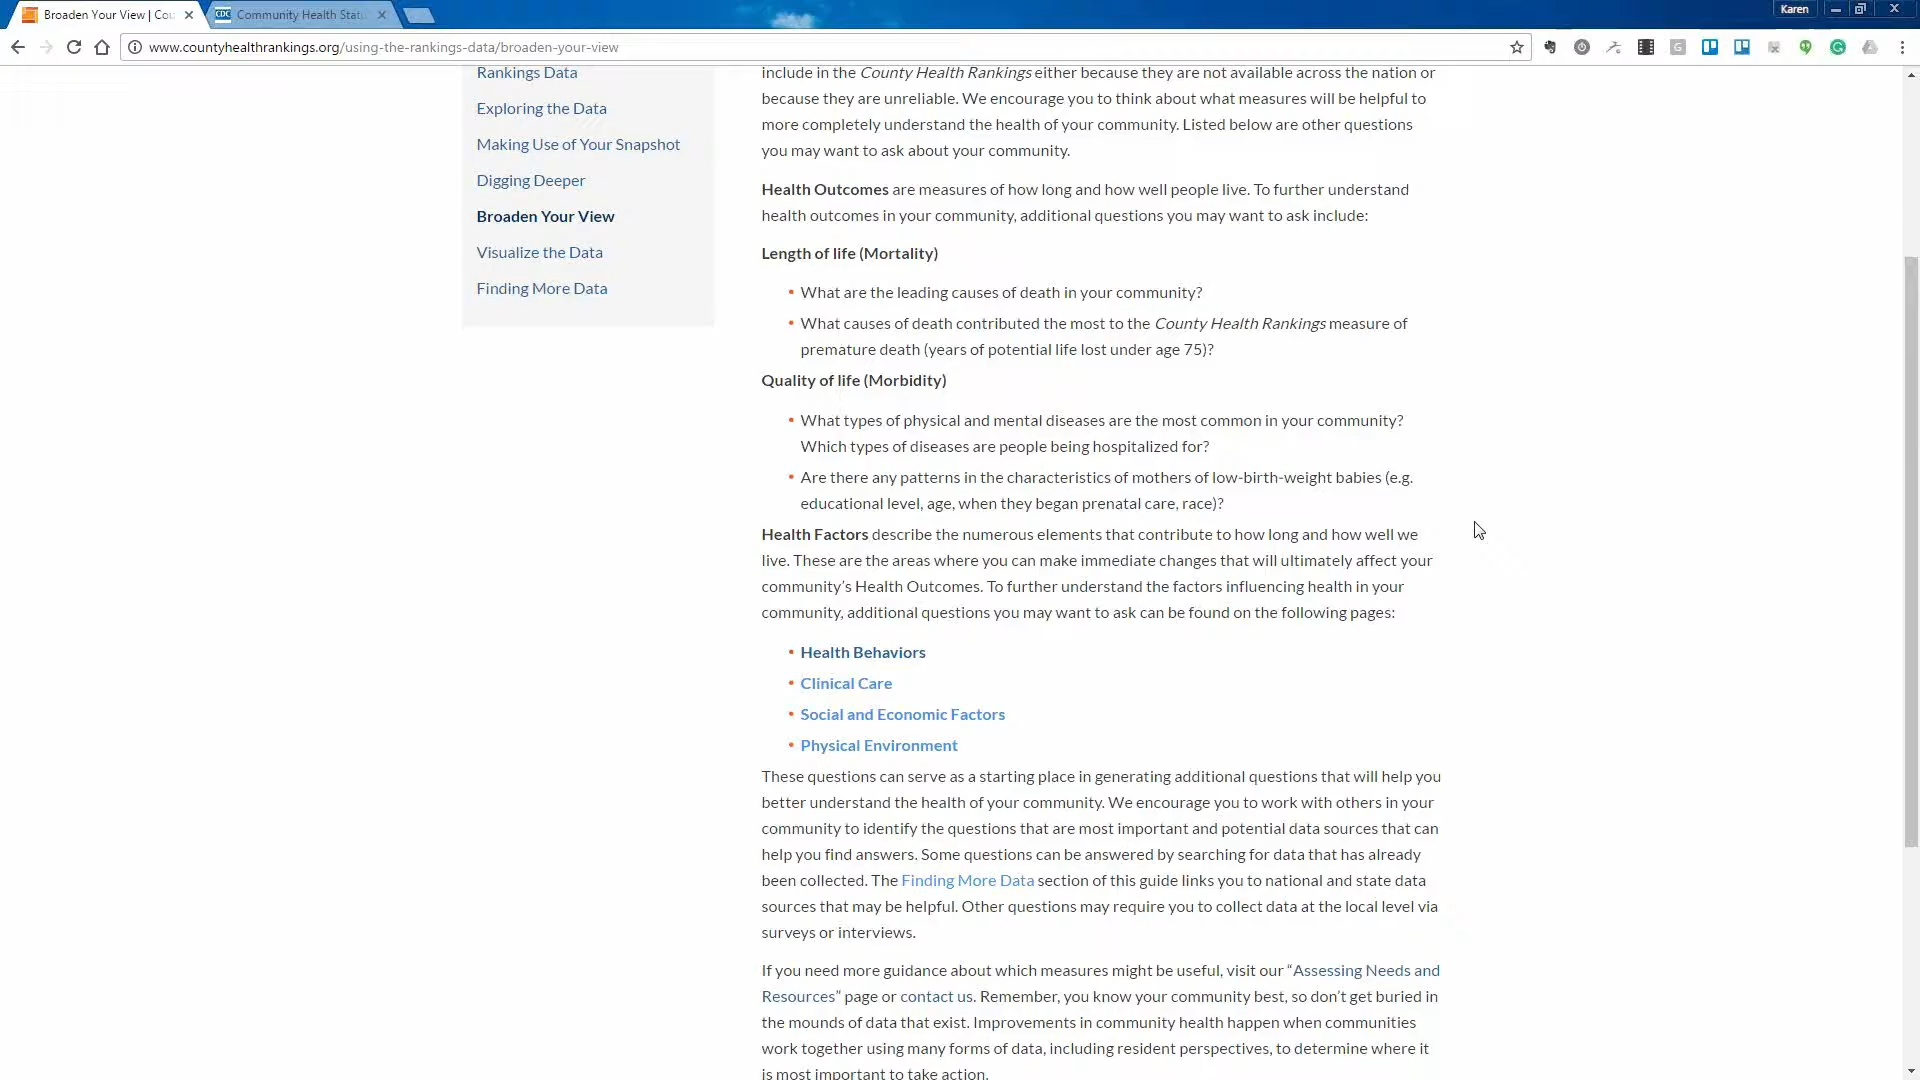 Broaden Your View | Cou
Community Health Statu
Karen
www.countyhealthrankings.org/using-the-rankings-data/broaden-your-view
Rankings Data
Exploring the Data
Making Use of Your Snapshot
Digging Deeper
Broaden Your View
Visualize the Data
Finding More Data
include in the County Health Rankings either because they are not available across the nation or
because they are unreliable. We encourage you to think about what measures will be helpful to
more completely understand the health of your community. Listed below are other questions
you may want to ask about your community.
Health Outcomes are measures of how long and how well people live. To further understand
health outcomes in your community, additional questions you may want to ask include:
Length of life (Mortality)
• What are the leading causes of death in your community?
• What causes of death contributed the most to the County Health Rankings measure of
premature death (years of potential life lost under age 75)?
Quality of life (Morbidity)
• What types of physical and mental diseases are the most common in your community?
Which types of diseases are people being hospitalized for?
• Are there any patterns in the characteristics of mothers of low-birth-weight babies (e.g.
educational level, age, when they began prenatal care, race)?
Health Factors describe the numerous elements that contribute to how long and how well we
live. These are the areas where you can make immediate changes that will ultimately affect your
community’s Health Outcomes. To further understand the factors influencing health in your
community, additional questions you may want to ask can be found on the following pages:
• Health Behaviors
• Clinical Care
• Social and Economic Factors
• Physical Environment
These questions can serve as a starting place in generating additional questions that will help you
better understand the health of your community. We encourage you to work with others in your
community to identify the questions that are most important and potential data sources that can
help you find answers. Some questions can be answered by searching for data that has already
been collected. The Finding More Data section of this guide links you to national and state data
sources that may be helpful. Other questions may require you to collect data at the local level via
surveys or interviews.
If you need more guidance about which measures might be useful, visit our “Assessing Needs and
Resources” page or contact us. Remember, you know your community best, so don’t get buried in
the mounds of data that exist. Improvements in community health happen when communities
work together using many forms of data, including resident perspectives, to determine where it
is most important to take action.